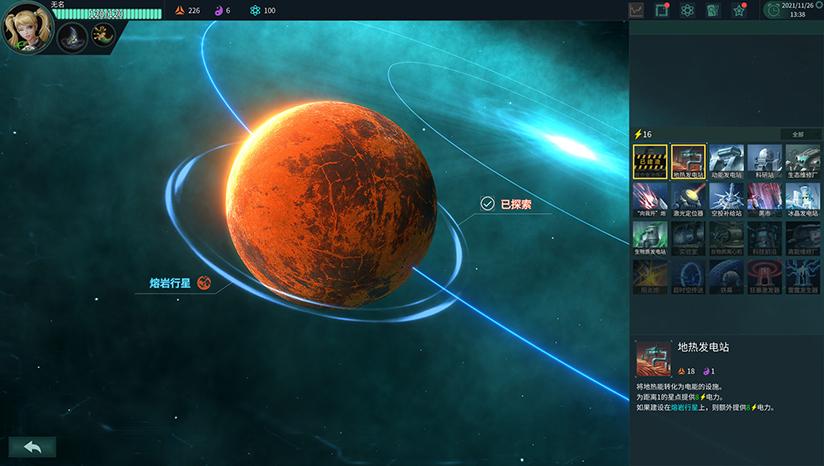 无名
226
6
100
2021/11/26
13:38
已探索
熔岩行星
16
全部
地热发电站
动能发电站
科研站
生态维修厂
激光定位器
空投补给站
黑市
冰晶发电站
生物质发电站
实验室
地热发电站
18
1
将地热能转化为电能的设施。
为距离1的星点提供8电力。
如果建设在熔岩行星上，则额外提供8电力。